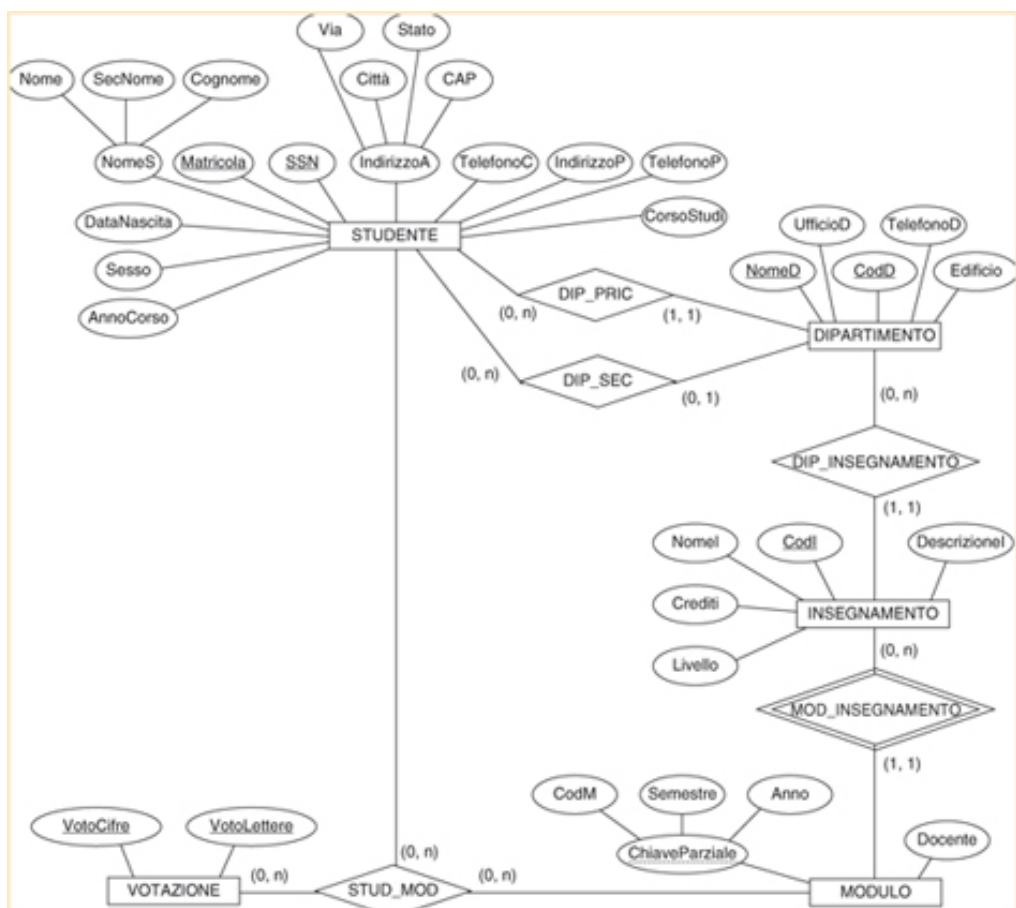 Via
Stato
Nome
SecNome
Cognome
Città
CAP
NomeS
Matricola
SSN
IndirizzoA
TelefonoC
IndirizzoP
TelefonoP
DataNascita
STUDENTE
CorsoStudi
UfficioD
TelefonoD
Sesso
NomeD
CodD
Edificio
AnnoCorso
DIP_PRIC
(0, n)
(1, 1)
DIPARTIMENTO
(0, n)
DIP_SEC
(0, 1)
(0, n)
DIP_INSEGNAMENTO
(1, 1)
NomeI
CodI
DescrizioneI
Crediti
INSEGNAMENTO
Livello
(0, n)
MOD_INSEGNAMENTO
(1, 1)
CodM
Semestre
Anno
VotoCifre
VotoLettere
(0, n)
ChiaveParziale
Docente
VOTAZIONE
(0, n)
STUD_MOD
(0, n)
MODULO